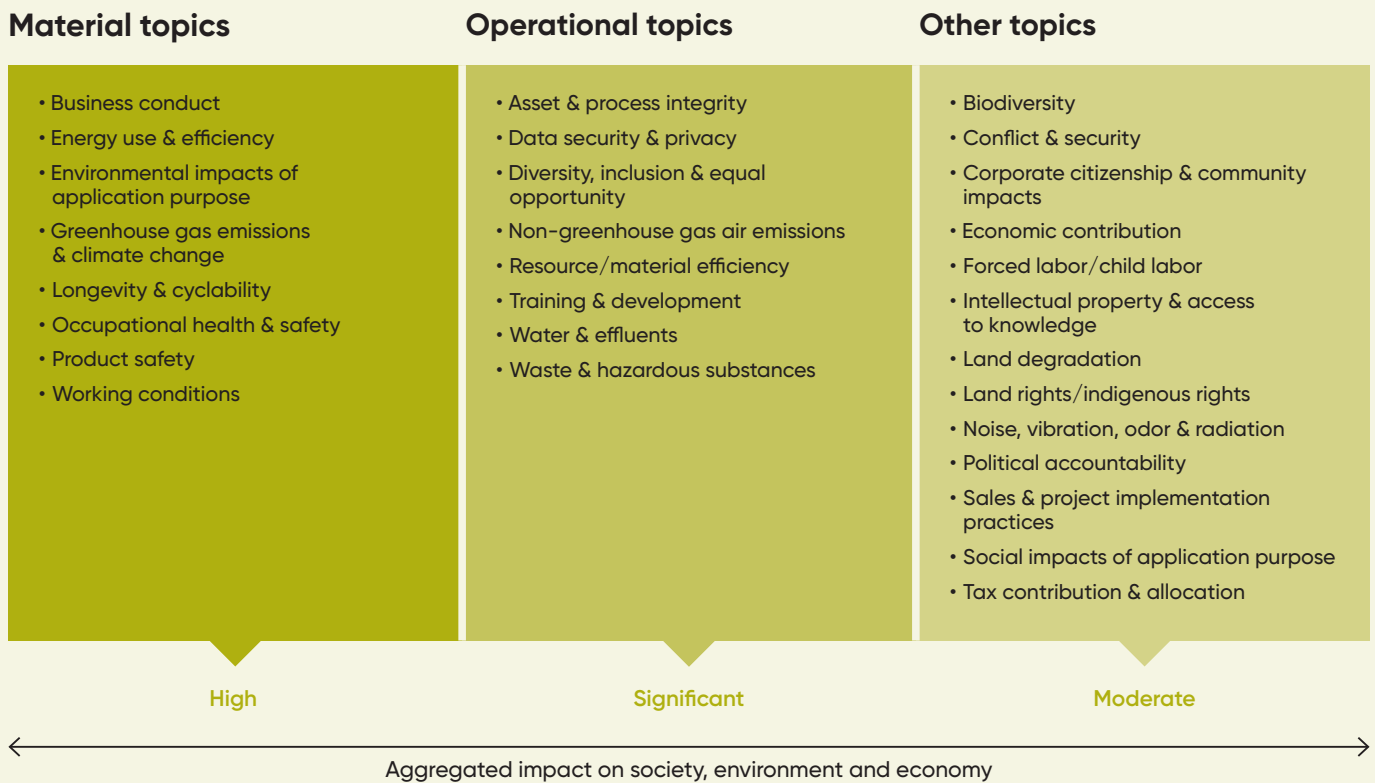 Material topics
• Business conduct
• Energy use & efficiency
• Environmental impacts of
application purpose
• Greenhouse gas emissions
& climate change
• Longevity & cyclability
• Occupational health & safety
• Product safety
• Working conditions
High
Operational topics
• Asset & process integrity
• Data security & privacy
• Diversity, inclusion & equal
opportunity
• Non-greenhouse gas air emissions
• Resource/material efficiency
• Training & development
• Water & effluents
• Waste & hazardous substances
Significant
Other topics
• Biodiversity
• Conflict & security
• Corporate citizenship & community
impacts
• Economic contribution
• Forced labor/child labor
• Intellectual property & access
to knowledge
• Land degradation
• Land rights/indigenous rights
• Noise, vibration, odor & radiation
• Political accountability
• Sales & project implementation
practices
• Social impacts of application purpose
• Tax contribution & allocation
Moderate
Aggregated impact on society, environment and economy